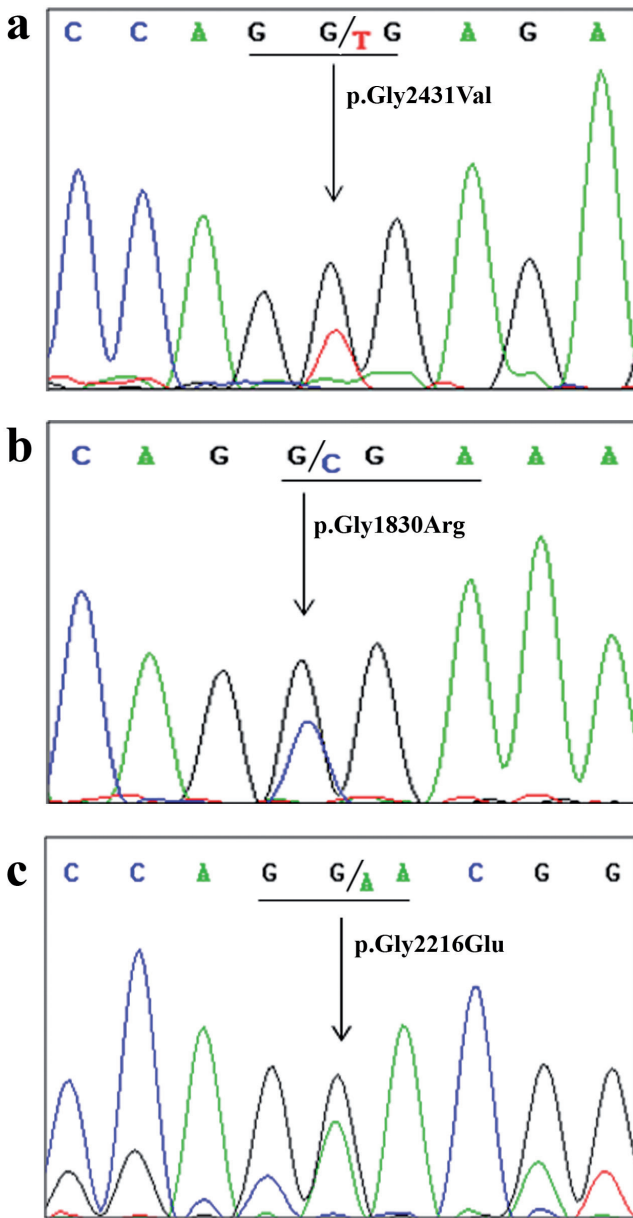 a
C C A G G/T G A G A
p.Gly2431Val
b
C A G G/C G A A A
p.Gly1830Arg
c
C C A G G/A A C G G
p.Gly2216Glu